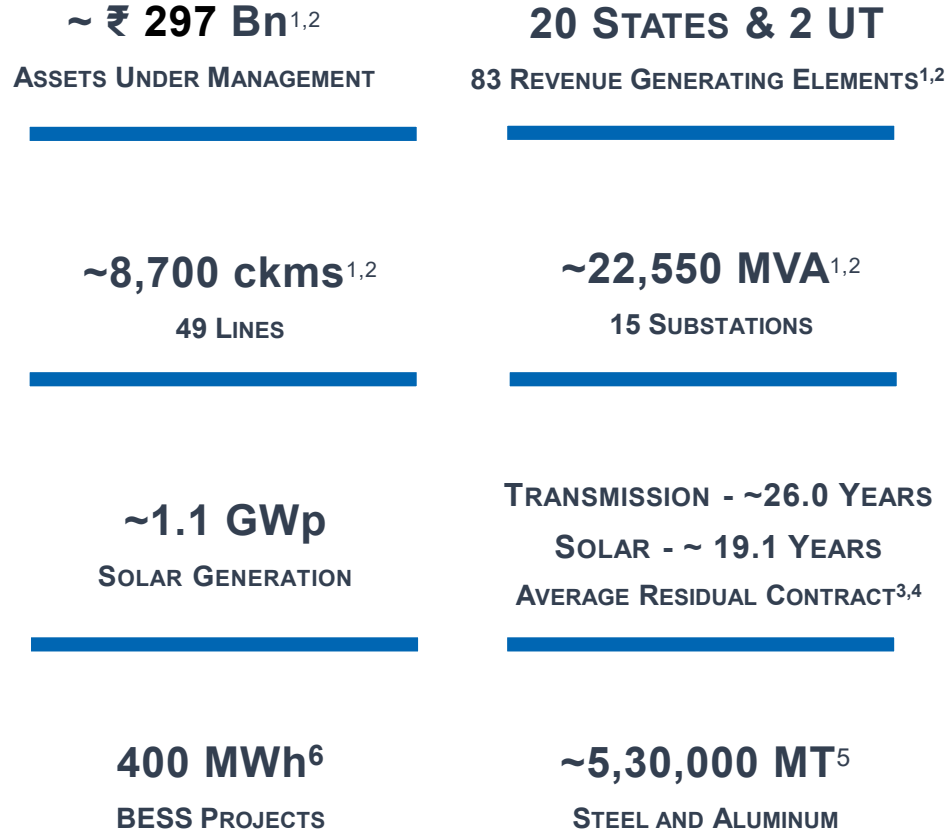 ~ ₹ 297 Bn1,2
ASSETS UNDER MANAGEMENT
20 STATES & 2 UT
83 REVENUE GENERATING ELEMENTS1,2
~8,700 ckms1,2
49 LINES
~22,550 MVA1,2
15 SUBSTATIONS
~1.1 GWp
SOLAR GENERATION
TRANSMISSION - ~26.0 YEARS
SOLAR - ~ 19.1 YEARS
AVERAGE RESIDUAL CONTRACT3,4
400 MWh6
BESS PROJECTS
~5,30,000 MT5
STEEL AND ALUMINUM